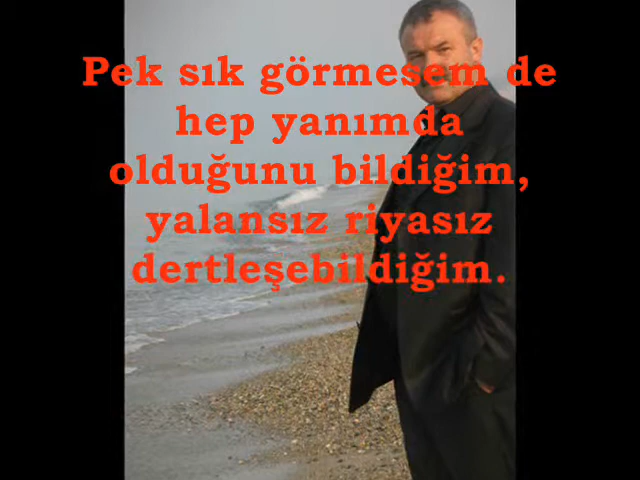 Pek sık görmesem de
hep yanımda
olduğunu bildiğim,
yalansız riyasız
dertleşebildiğim.